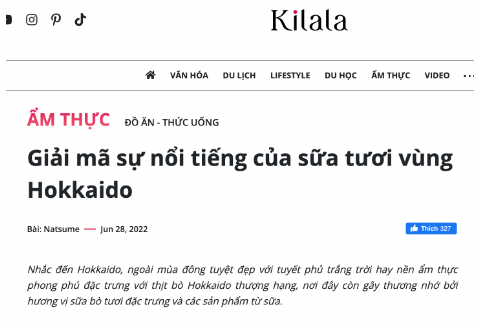 Kilala
VĂN HÓA DU LỊCH LIFESTYLE DU HỌC ẨM THỰC VIDEO ...
ẨM THỰC ĐỒ ĂN - THỨC UỐNG
Giải mã sự nổi tiếng của sữa tươi vùng
Hokkaido
Bài: Natsume — Jun 28, 2022 Thích 327
Nhắc đến Hokkaido, ngoài mùa đông tuyệt đẹp với tuyết phủ trắng trời hay nền ẩm thực
phong phú đặc trưng với thịt bò Hokkaido thượng hạng, nơi đây còn gây thương nhớ bởi
hương vị sữa bò tươi đặc trưng và các sản phẩm từ sữa.